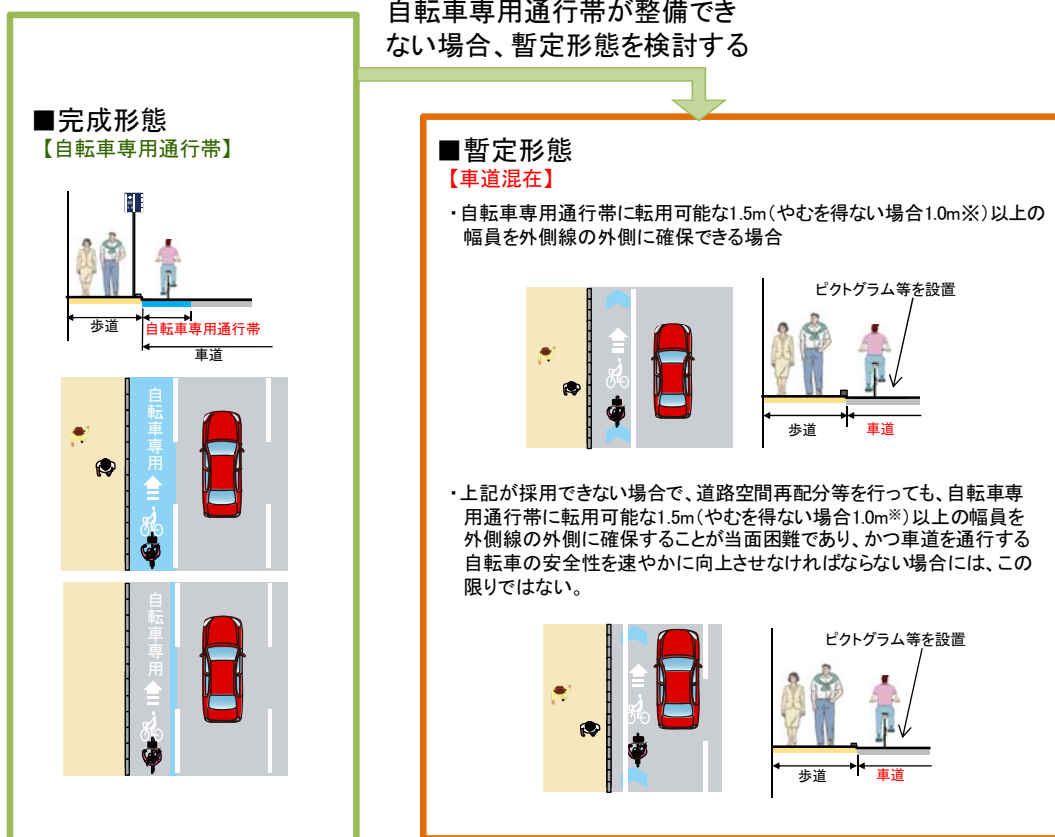 自転車専用通行帯が整備でき
ない場合、暫定形態を検討する
■完成形態
【自転車専用通行帯】
歩道
自転車専用通行帯
車道
自転車専用
自転車専用
■暫定形態
【車道混在】
・自転車専用通行帯に転用可能な1.5m（やむを得ない場合1.0m※）以上の
幅員を外側線の外側に確保できる場合
ピクトグラム等を設置
歩道
車道
・上記が採用できない場合で、道路空間再配分等を行っても、自転車専
用通行帯に転用可能な1.5m（やむを得ない場合1.0m※）以上の幅員を
外側線の外側に確保することが当面困難であり、かつ車道を通行する
自転車の安全性を速やかに向上させなければならない場合には、この
限りではない。
ピクトグラム等を設置
歩道
車道